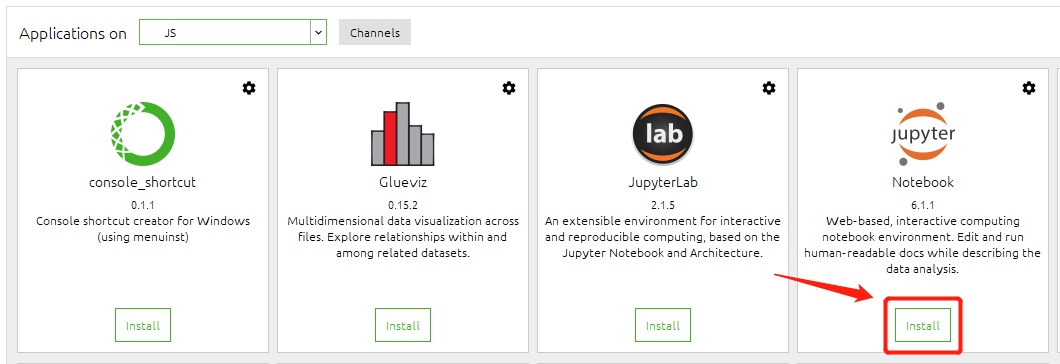 Applications on JS Channels
lab
jupyter
console_shortcut
0.1.1
Console shortcut creator for Windows
(using menuinst)
Install
Glueviz
0.15.2
Multidimensional data visualization across
files. Explore relationships within and
among related datasets.
Install
JupyterLab
2.1.5
An extensible environment for interactive
and reproducible computing, based on the
Jupyter Notebook and Architecture.
Install
Notebook
6.1.1
Web-based, interactive computing
notebook environment. Edit and run
human-readable docs while describing the
data analysis.
Install